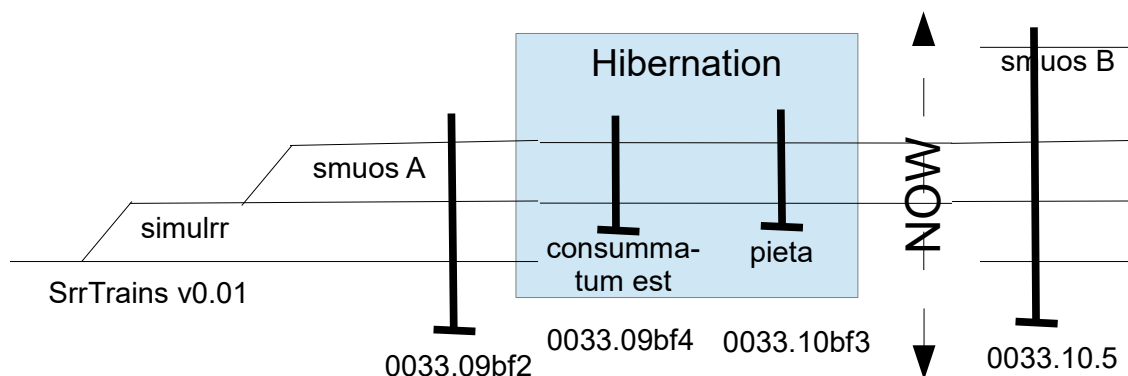 Hibernation
smuos B
smuos A
NOW
simulrr
consumma-
tum est
pieta
SrrTrains v0.01
0033.09bf2
0033.09bf4
0033.10bf3
0033.10.5